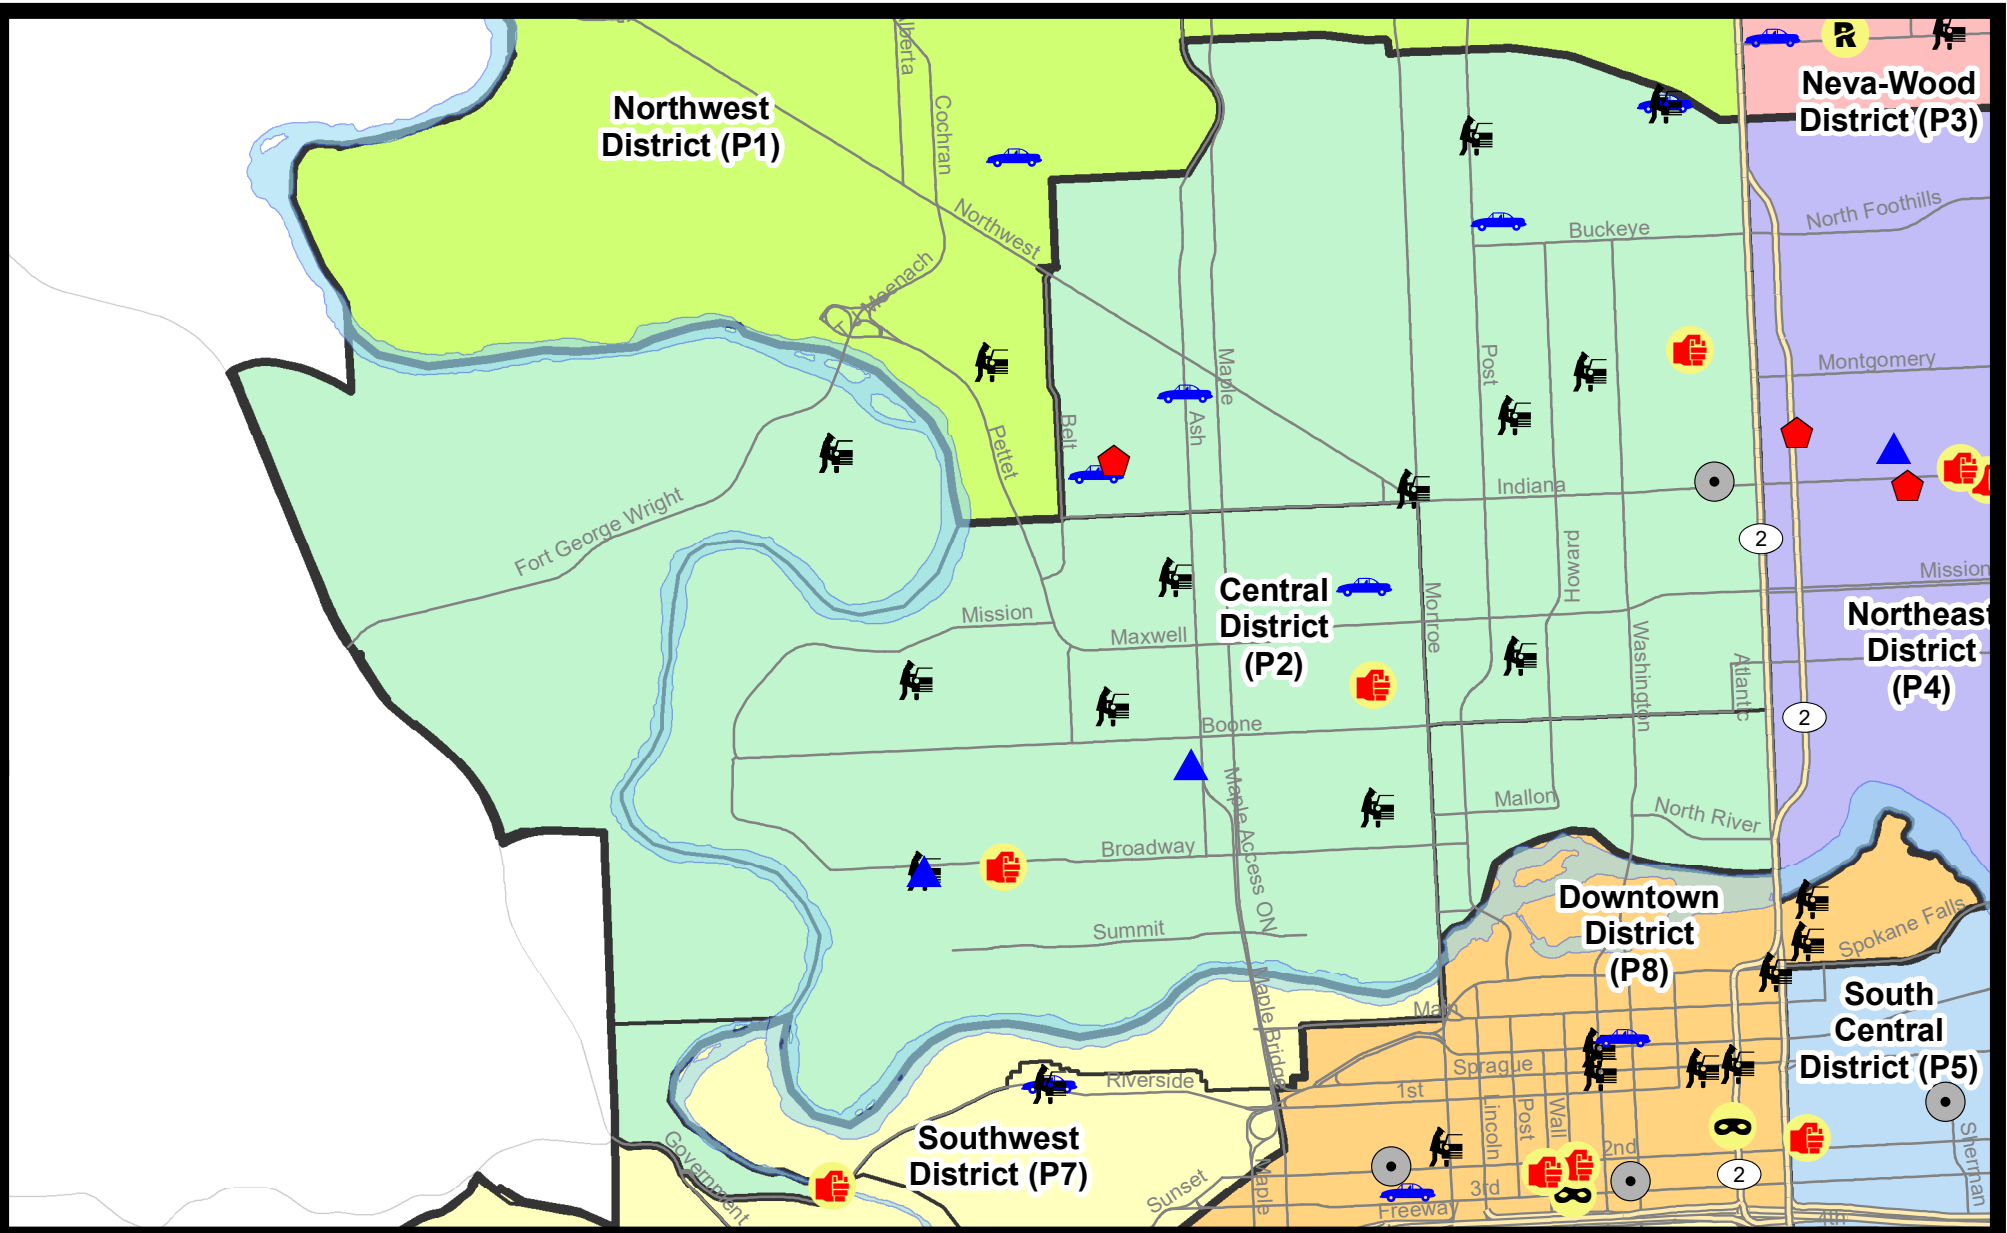 lberta
Cochran
Northwest
District (P1)
R
Neva-Wood
District (P3)
Northwest
North Foothills
Buckeye
T J Meenach
Post
Maple
Montgomery
Belt
Ash
Pettet
Indiana
Fort George Wright
2
Howard
Mission
Central
District
(P2)
Monroe
Mission
Maxwell
Northeast
District
(P4)
Washington
Atlantic
2
Boone
Maple Access ON
Mallon
North River
Broadway
Downtown
District
(P8)
Summit
Spokane Falls
Maple Bridge
Main
South
Central
District (P5)
Sprague
Riverside
1st
Lincoln
Post
Wall
2nd
Government
Southwest
District (P7)
Sherman
2
Sunset
Maple
3rd
Freeway
4th